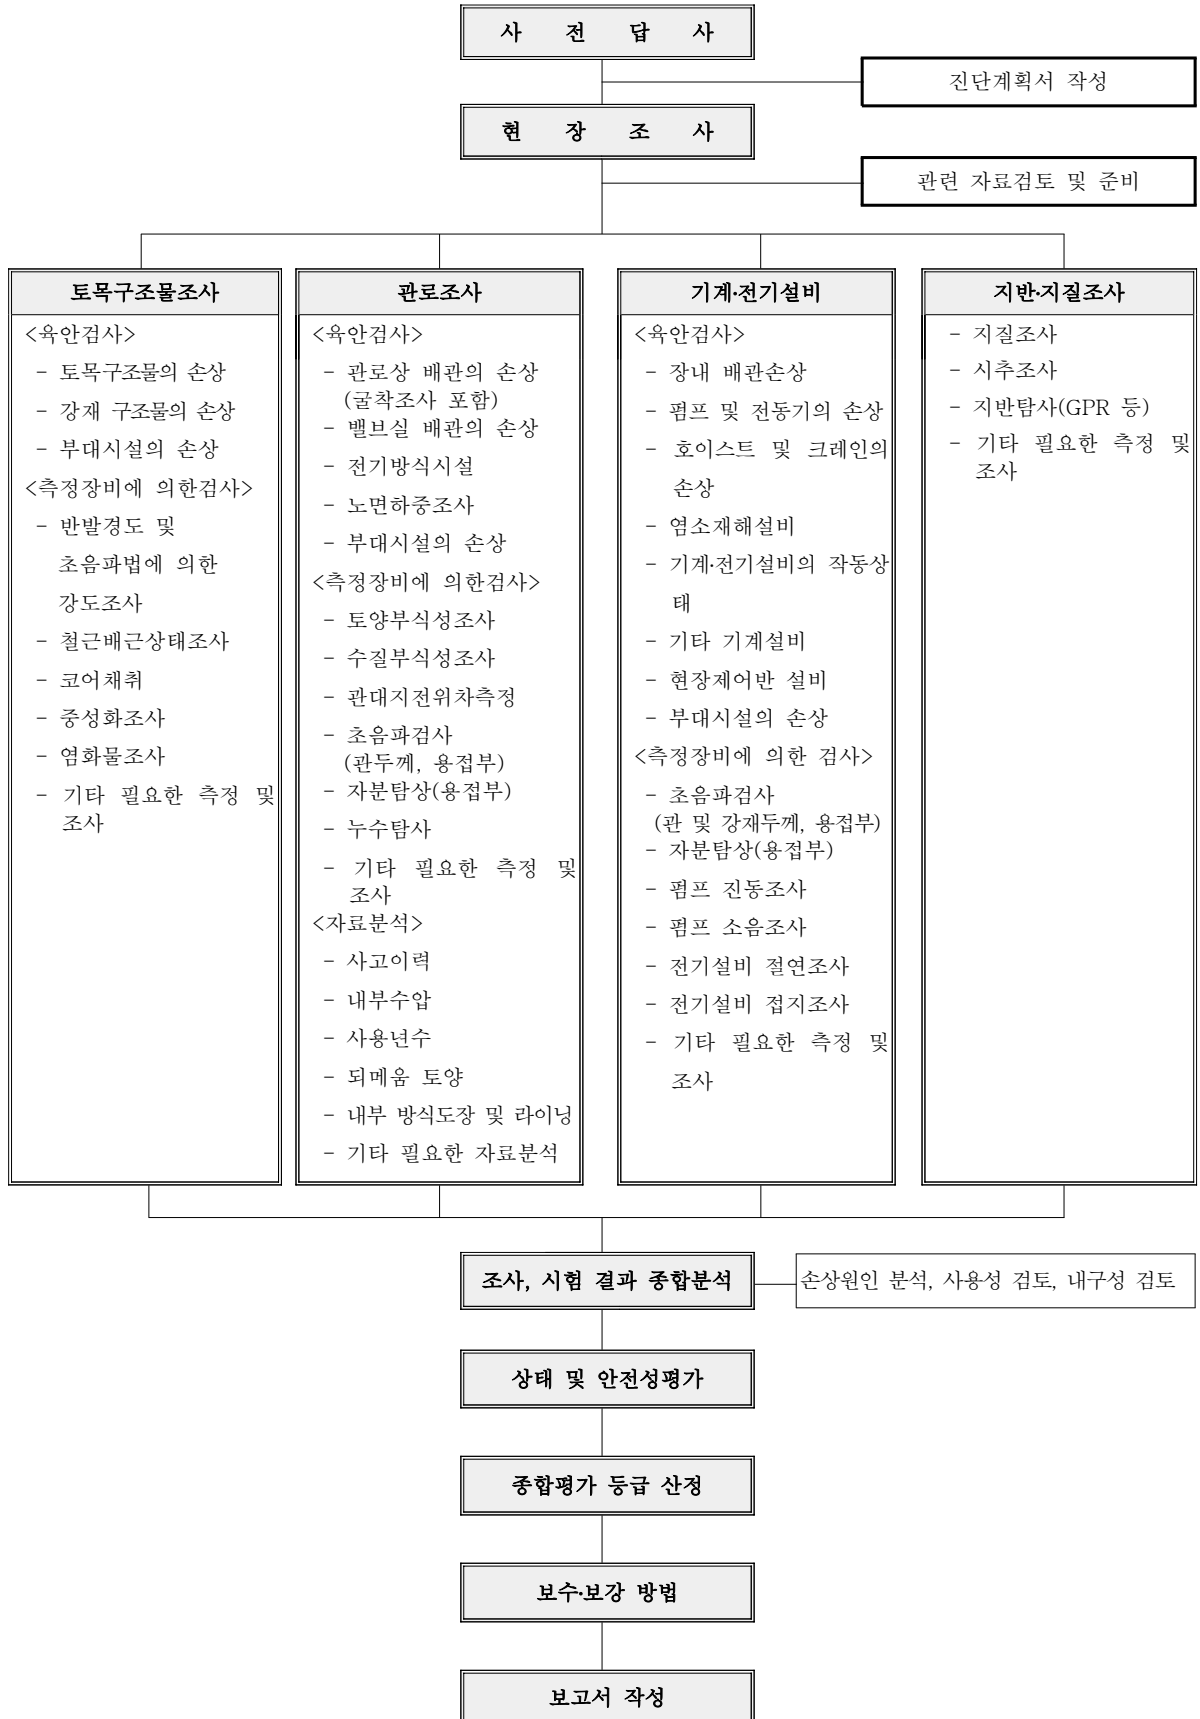 사 전 답 사
진단계획서 작성
현 장 조 사
관련 자료검토 및 준비
토목구조물조사
<육안검사>
- 토목구조물의 손상
- 강재 구조물의 손상
- 부대시설의 손상
<측정장비에 의한검사>
- 반발경도 및
초음파법에 의한
강도조사
- 철근배근상태조사
- 코어채취
- 중성화조사
- 염화물조사
- 기타 필요한 측정 및
조사
관로조사
<육안검사>
- 관로상 배관의 손상
(굴착조사 포함)
- 밸브실 배관의 손상
- 전기방식시설
- 노면하중조사
- 부대시설의 손상
<측정장비에 의한검사>
- 토양부식성조사
- 수질부식성조사
- 관대지전위차측정
- 초음파검사
(관두께, 용접부)
- 자분탐상(용접부)
- 누수탐사
- 기타 필요한 측정 및
조사
<자료분석>
- 사고이력
- 내부수압
- 사용년수
- 되메움 토양
- 내부 방식도장 및 라이닝
- 기타 필요한 자료분석
기계·전기설비
<육안검사>
- 장내 배관손상
- 펌프 및 전동기의 손상
- 호이스트 및 크레인의
손상
- 염소재해설비
- 기계·전기설비의 작동상
태
- 기타 기계설비
- 현장제어반 설비
- 부대시설의 손상
<측정장비에 의한 검사>
- 초음파검사
(관 및 강재두께, 용접부)
- 자분탐상(용접부)
- 펌프 진동조사
- 펌프 소음조사
- 전기설비 절연조사
- 전기설비 접지조사
- 기타 필요한 측정 및
조사
지반·지질조사
- 지질조사
- 시추조사
- 지반탐사(GPR 등)
- 기타 필요한 측정 및
조사
조사, 시험 결과 종합분석
손상원인 분석, 사용성 검토, 내구성 검토
상태 및 안전성평가
종합평가 등급 산정
보수·보강 방법
보고서 작성